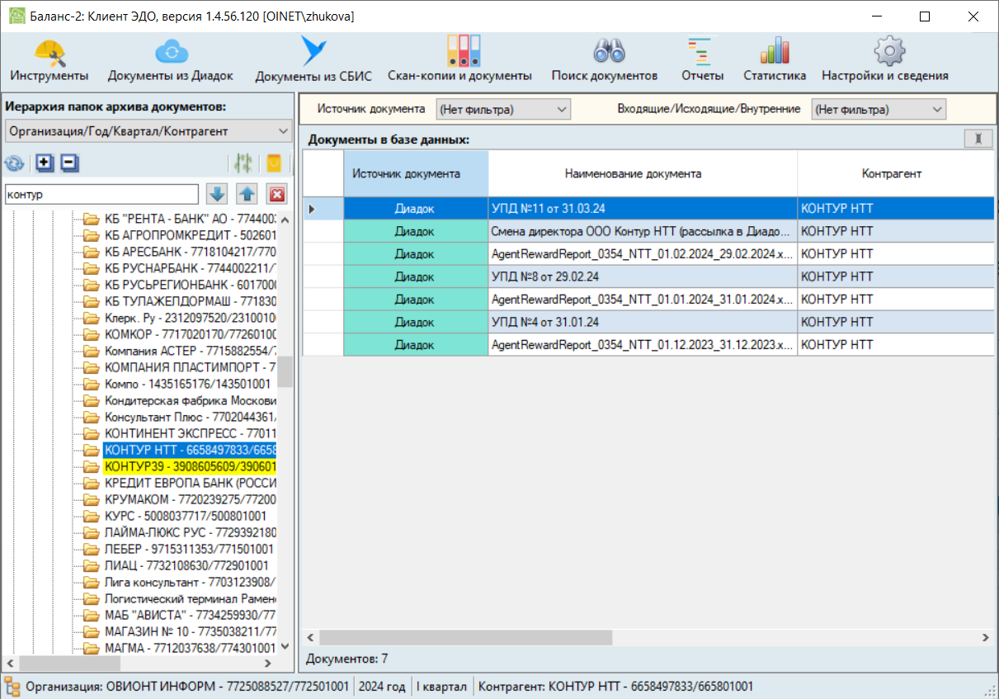 Баланс-2: Клиент ЭДО, версия 1.4.56.120 [OINET\zhukova]
Инструменты Документы из Диадок Документы из СБИС Скан-копии и документы Поиск документов Отчеты Статистика Настройки и сведения
Иерархия папок архива документов:
Организация/Год/Квартал/Контрагент
контур
КБ "РЕНТА - БАНК" АО - 774400
КБ АГРОПРОМКРЕДИТ - 502601
КБ АРЕСБАНК - 7718104217/770
КБ РУСНАРБАНК - 7744002211/7
КБ РУСЬРЕГИОНБАНК - 601700
КБ ТУЛАЖЕЛДОРМАШ - 771830
Клерк. Ру - 2312097520/2310010
КОМКОР - 7717020170/7726010
Компания АСТЕР - 7715882554/7
КОМПАНИЯ ПЛАСТИМПОРТ - 7
Компо - 1435165176/143501001
Кондитерская фабрика Москови
Консультант Плюс - 7702044361/
КОНТИНЕНТ ЭКСПРЕСС - 77011
КОНТУР НТТ - 6658497833/6658
КОНТУР39 - 3908605609/390601
КРЕДИТ ЕВРОПА БАНК (РОССИ
КРУМАКОМ - 7720239275/77200
КУРС - 5008037717/500801001
ЛАЙМА-ЛЮКС РУС - 7729392180
ЛЕБЕР - 9715311353/771501001
ЛИАЦ - 7732108630/772901001
Лига консультант - 7703123908/
Логистический терминал Рамен
МАБ "АВИСТА" - 7734259930/77
МАГАЗИН № 10 - 7735038211/77
МАГМА - 7712037638/774301001
Источник документа (Нет фильтра) Входящие/Исходящие/Внутренние (Нет фильтра)
Документы в базе данных:
Источник документа Наименование документа Контрагент
Диадок УПД №11 от 31.03.24 КОНТУР НТТ
Диадок Смена директора ООО Контур НТТ (рассылка в Диадо... КОНТУР НТТ
Диадок AgentRewardReport_0354_NTT_01.02.2024_29.02.2024.x... КОНТУР НТТ
Диадок УПД №8 от 29.02.24 КОНТУР НТТ
Диадок AgentRewardReport_0354_NTT_01.01.2024_31.01.2024.x... КОНТУР НТТ
Диадок УПД №4 от 31.01.24 КОНТУР НТТ
Диадок AgentRewardReport_0354_NTT_01.12.2023_31.12.2023.x... КОНТУР НТТ
Документов: 7
Организация: ОВИОНТ ИНФОРМ - 7725088527/772501001 2024 год I квартал Контрагент: КОНТУР НТТ - 6658497833/665801001